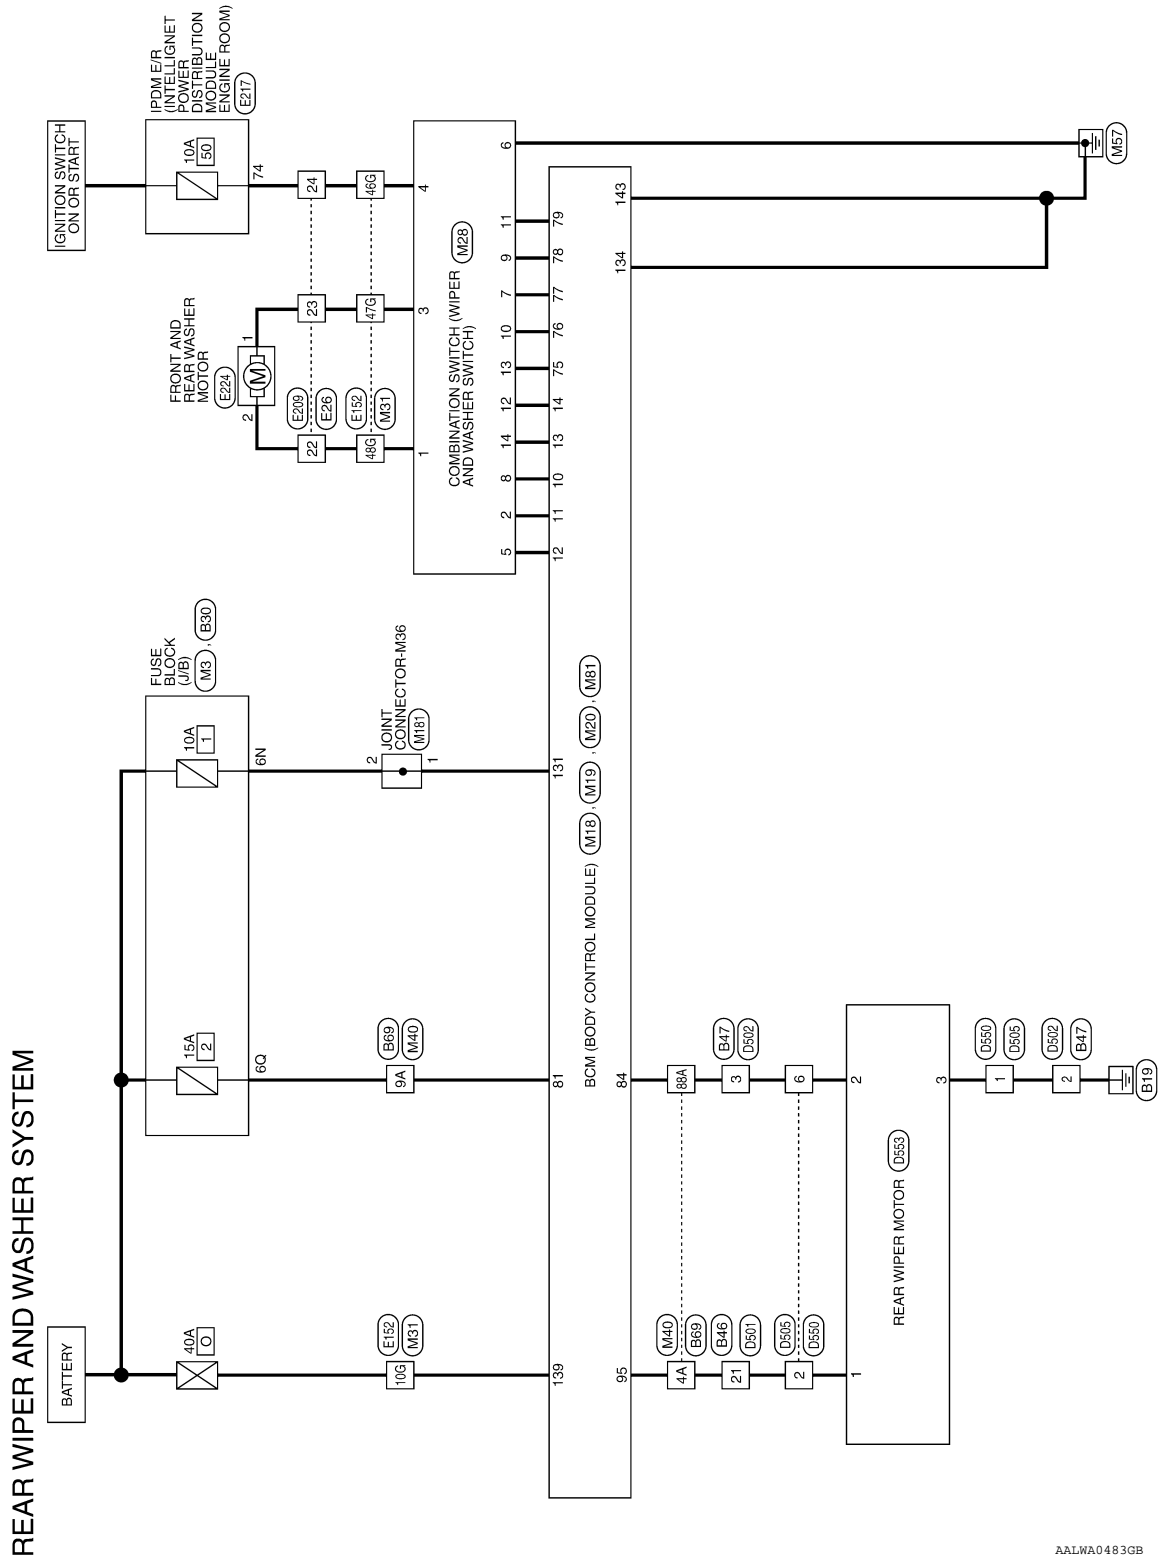 REAR WIPER AND WASHER SYSTEM
BATTERY
IGNITION SWITCH
ON OR START
40A
O
15A
2
10A
1
FUSE
BLOCK
(J/B)
M3 , B30
6Q
6N
10A
50
IPDM E/R
(INTELLIGNET
POWER
DISTRIBUTION
MODULE
ENGINE ROOM)
E217
74
FRONT AND
REAR WASHER
MOTOR
E224
2
M
1
22
E209
E26
23
24
48G
E152
M31
47G
46G
10G
E152
M31
9A
B69
M40
2
JOINT
CONNECTOR-M36
M181
1
1
3
4
COMBINATION SWITCH (WIPER
AND WASHER SWITCH)
M28
5
2
8
14
12
13
10
7
9
11
6
139
81
131
12
11
10
13
14
75
76
77
78
79
BCM (BODY CONTROL MODULE) M18 , M19 , M20 , M81
95
84
134
143
4A
M40
B69
88A
21
B46
D501
3
B47
D502
2
D505
D550
6
1
2
REAR WIPER MOTOR D553
3
1
D550
D505
2
D502
B47
B19
M57
AALWA0483GB